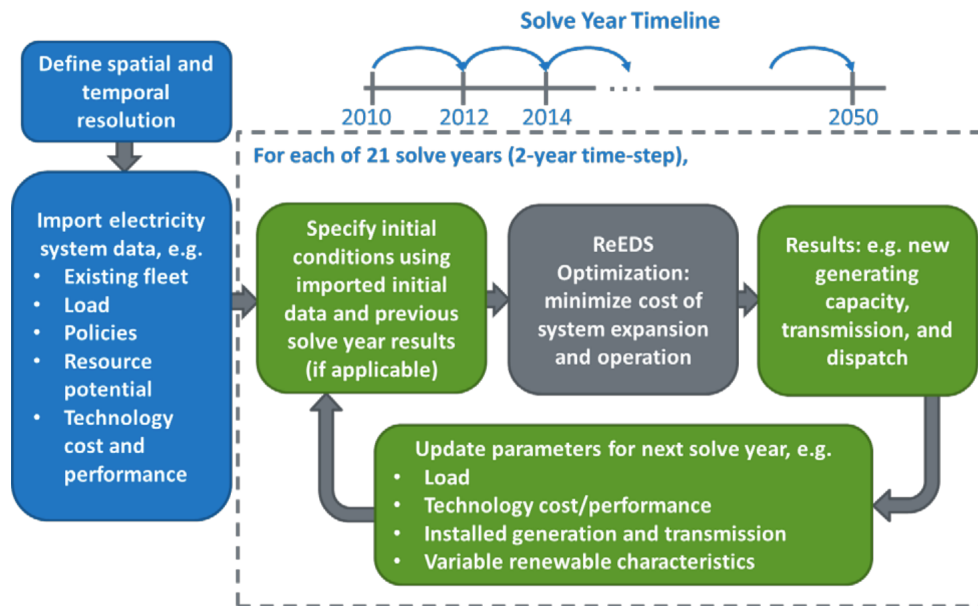 Solve Year Timeline
2010
2012
2014
...
2050
Define spatial and
temporal
resolution
For each of 21 solve years (2-year time-step),
Import electricity
system data, e.g.
• Existing fleet
• Load
• Policies
• Resource
potential
• Technology
cost and
performance
Specify initial
conditions using
imported initial
data and previous
solve year results
(if applicable)
ReEDS
Optimization:
minimize cost of
system expansion
and operation
Results: e.g. new
generating
capacity,
transmission, and
dispatch
Update parameters for next solve year, e.g.
• Load
• Technology cost/performance
• Installed generation and transmission
• Variable renewable characteristics